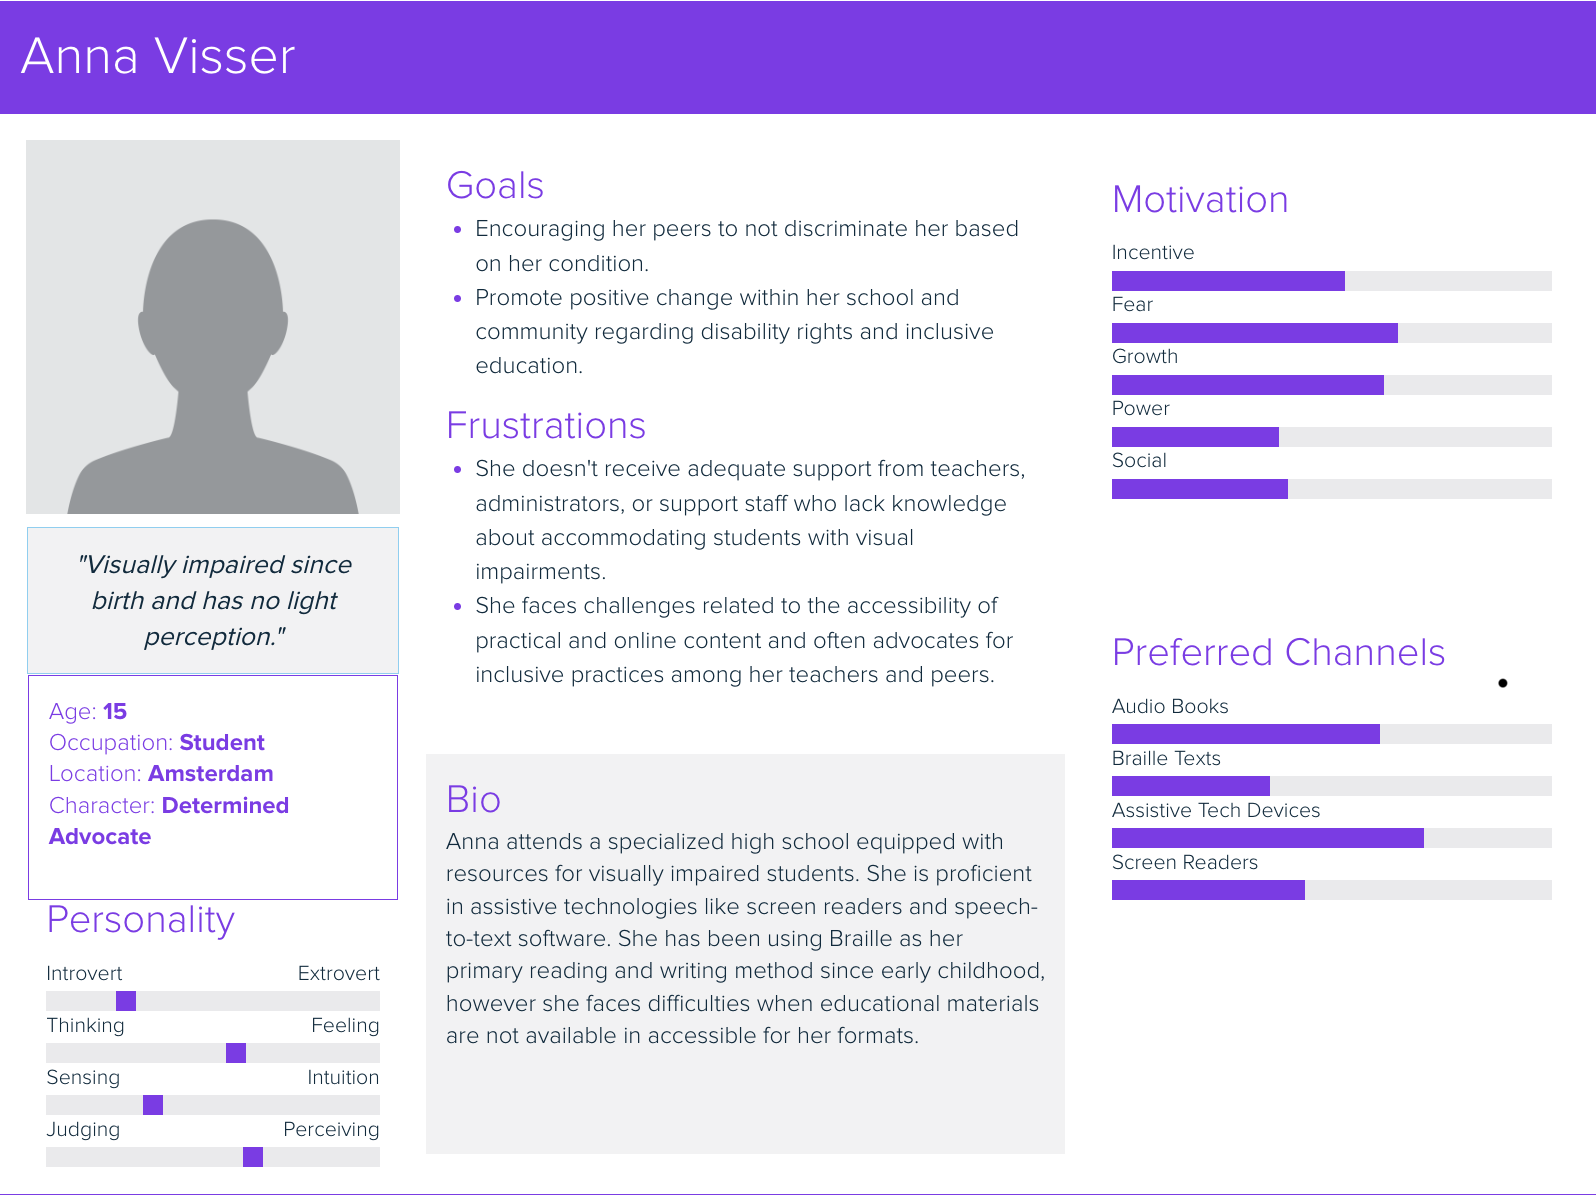 Anna Visser
"Visually impaired since
birth and has no light
perception."
Age: 15
Occupation: Student
Location: Amsterdam
Character: Determined
Advocate
Personality
Introvert Extrovert
Thinking Feeling
Sensing Intuition
Judging Perceiving
Goals
• Encouraging her peers to not discriminate her based
on her condition.
• Promote positive change within her school and
community regarding disability rights and inclusive
education.
Frustrations
• She doesn't receive adequate support from teachers,
administrators, or support staff who lack knowledge
about accommodating students with visual
impairments.
• She faces challenges related to the accessibility of
practical and online content and often advocates for
inclusive practices among her teachers and peers.
Bio
Anna attends a specialized high school equipped with
resources for visually impaired students. She is proficient
in assistive technologies like screen readers and speech-
to-text software. She has been using Braille as her
primary reading and writing method since early childhood,
however she faces difficulties when educational materials
are not available in accessible for her formats.
Motivation
Incentive
Fear
Growth
Power
Social
Preferred Channels
Audio Books
Braille Texts
Assistive Tech Devices
Screen Readers